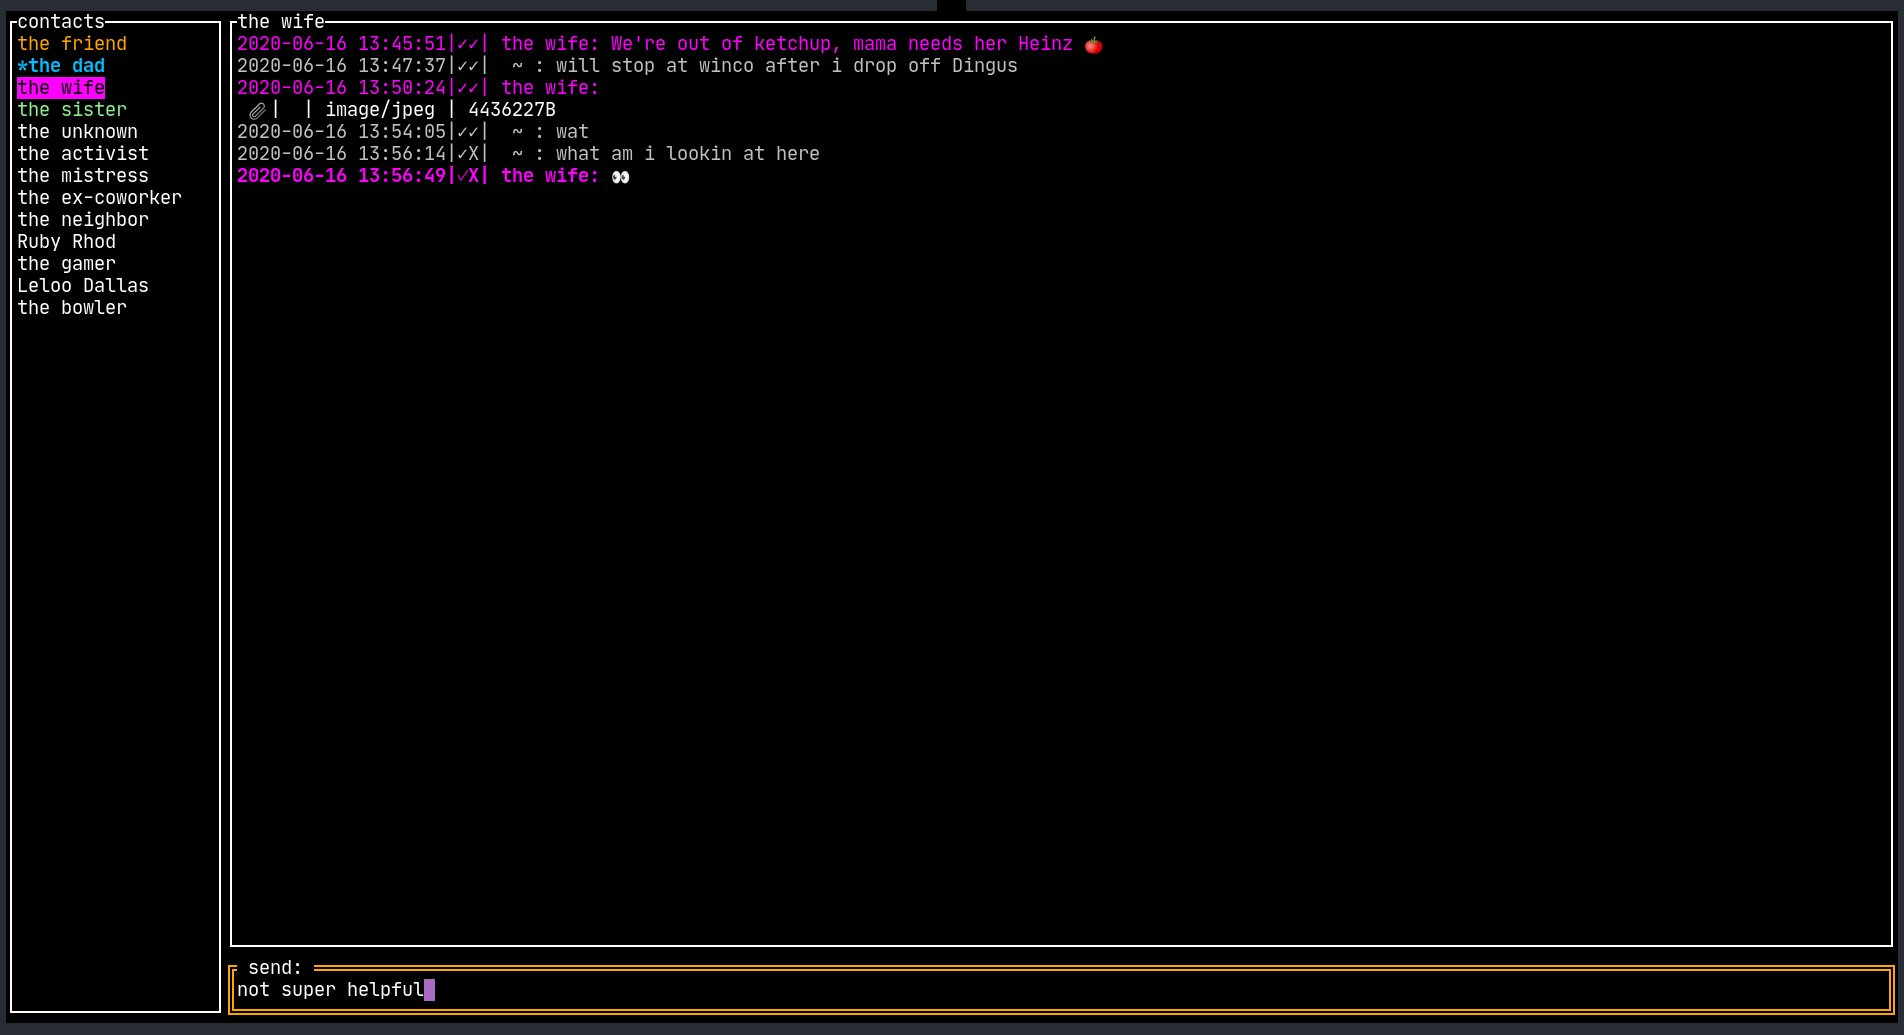 contacts
the friend
*the dad
the wife
the sister
the unknown
the activist
the mistress
the ex-coworker
the neighbor
Ruby Rhod
the gamer
Leloo Dallas
the bowler
the wife
2020-06-16 13:45:51|✓✓| the wife: We're out of ketchup, mama needs her Heinz 🍅
2020-06-16 13:47:37|✓✓|  ~ : will stop at winco after i drop off Dingus
2020-06-16 13:50:24|✓✓| the wife:
📎|  | image/jpeg | 4436227B
2020-06-16 13:54:05|✓✓|  ~ : wat
2020-06-16 13:56:14|✓X|  ~ : what am i lookin at here
2020-06-16 13:56:49|✓X| the wife: 👀
send:
not super helpful